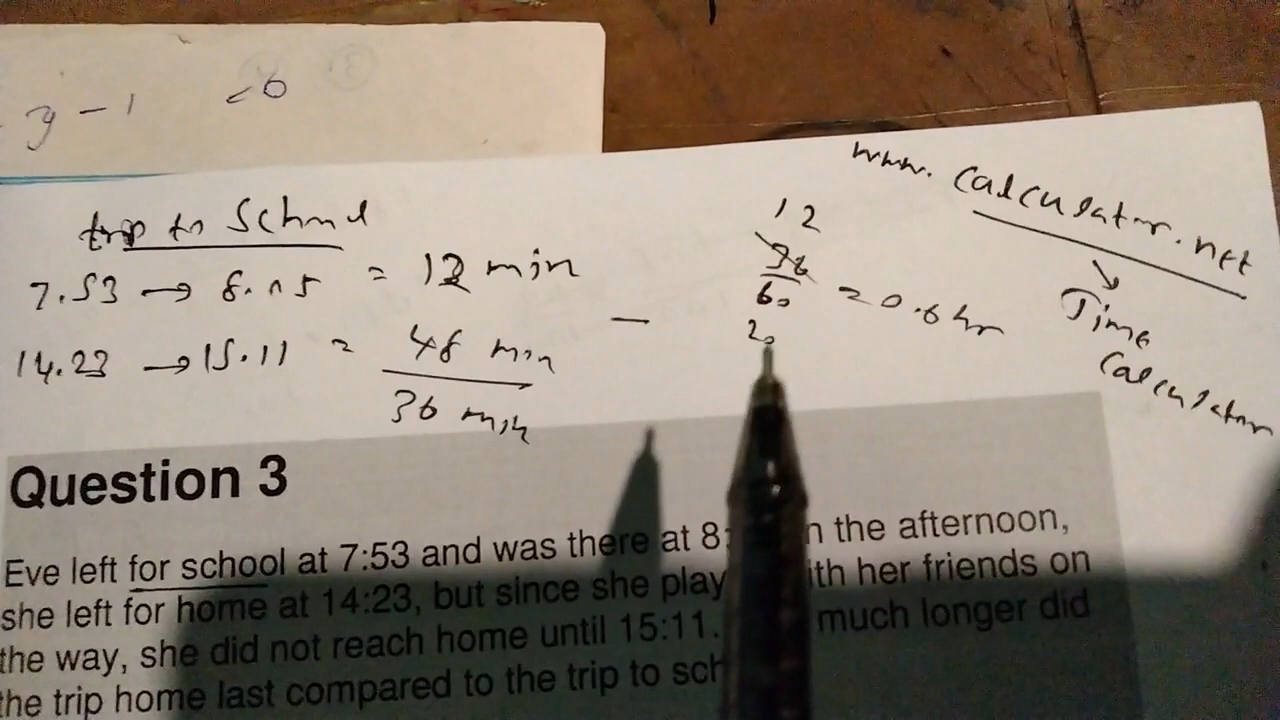 y - 1 = 0
www. Calculator.net
Time
Calculator
trip to School
7.53 → 8.05 = 12 min
14.23 → 15.11 = 48 min
36 min
—
12
36
60 = 0.6 hr
20
Question 3
Eve left for school at 7:53 and was there at 8: n the afternoon,
she left for home at 14:23, but since she play ith her friends on
the way, she did not reach home until 15:11. much longer did
the trip home last compared to the trip to sch